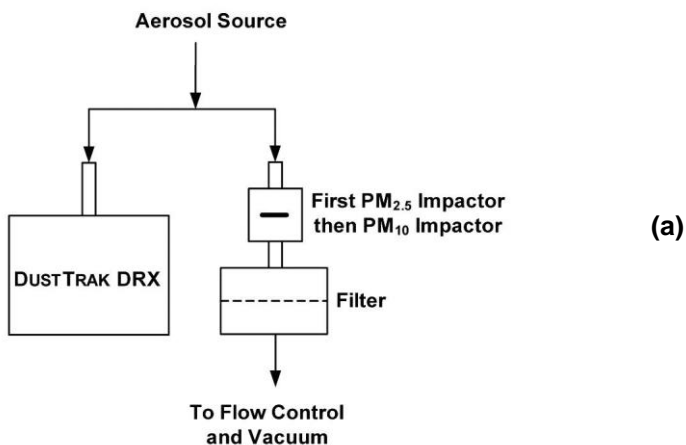 Aerosol Source
First PM2.5 Impactor
then PM10 Impactor
(a)
DUSTTRAK DRX
Filter
To Flow Control
and Vacuum